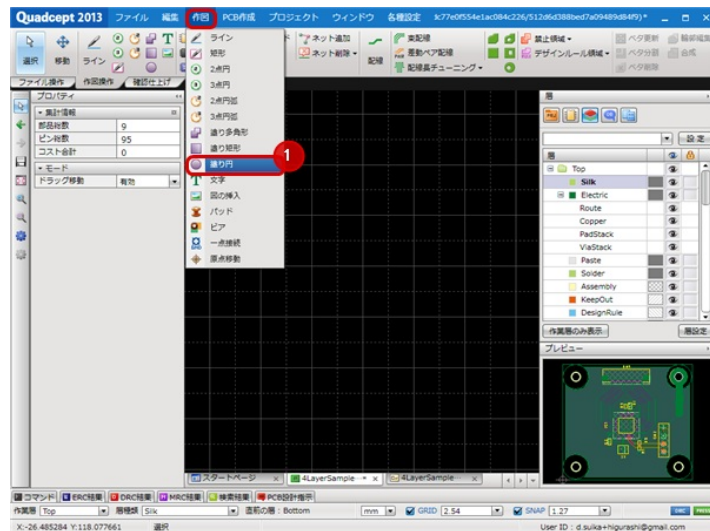 Quadcept 2013 ファイル 編集 作図 PCB作成 プロジェクト ウィンドウ 各種設定
選択 移動 ライン
ネット追加
ネット削除
配線
束配線
差動ペア配線
配線長チューニング
禁止領域
デザインルール領域
ベタ更新
ベタ分割
ベタ削除
輪郭編集
合成
ファイル操作 作図操作 確認仕上げ
ライン
矩形
2点円
3点円
2点円弧
3点円弧
塗り多角形
塗り矩形
塗り円
1
文字
図の挿入
パッド
ビア
一点接続
原点移動
プロパティ
集計情報
部品総数 9
ピン総数 95
コスト合計 0
モード
ドラッグ移動 有効
層
設定
層
Top
Silk
Electric
Route
Copper
PadStack
ViaStack
Paste
Solder
Assembly
KeepOut
DesignRule
作業層のみ表示 層設定
プレビュー
スタートページ 4LayerSample 4LayerSample
コマンド ERC結果 DRC結果 MRC結果 検索結果 PCB設計指示
作業層 Top 層種類 Silk 直前の層 : Bottom mm GRID 2.54 SNAP 1.27
X:-26.485284 Y:118.077661 選択 User ID : d.suika+higurashi@gmail.com